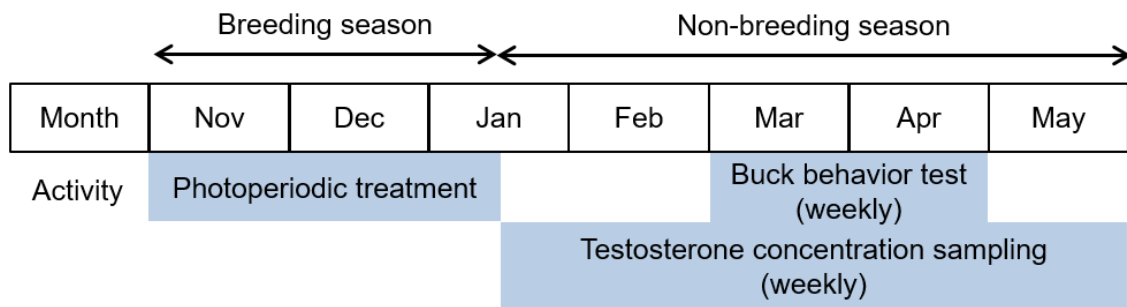 Breeding season Non-breeding season
Month Nov Dec Jan Feb Mar Apr May
Activity Photoperiodic treatment Buck behavior test
(weekly)
Testosterone concentration sampling
(weekly)